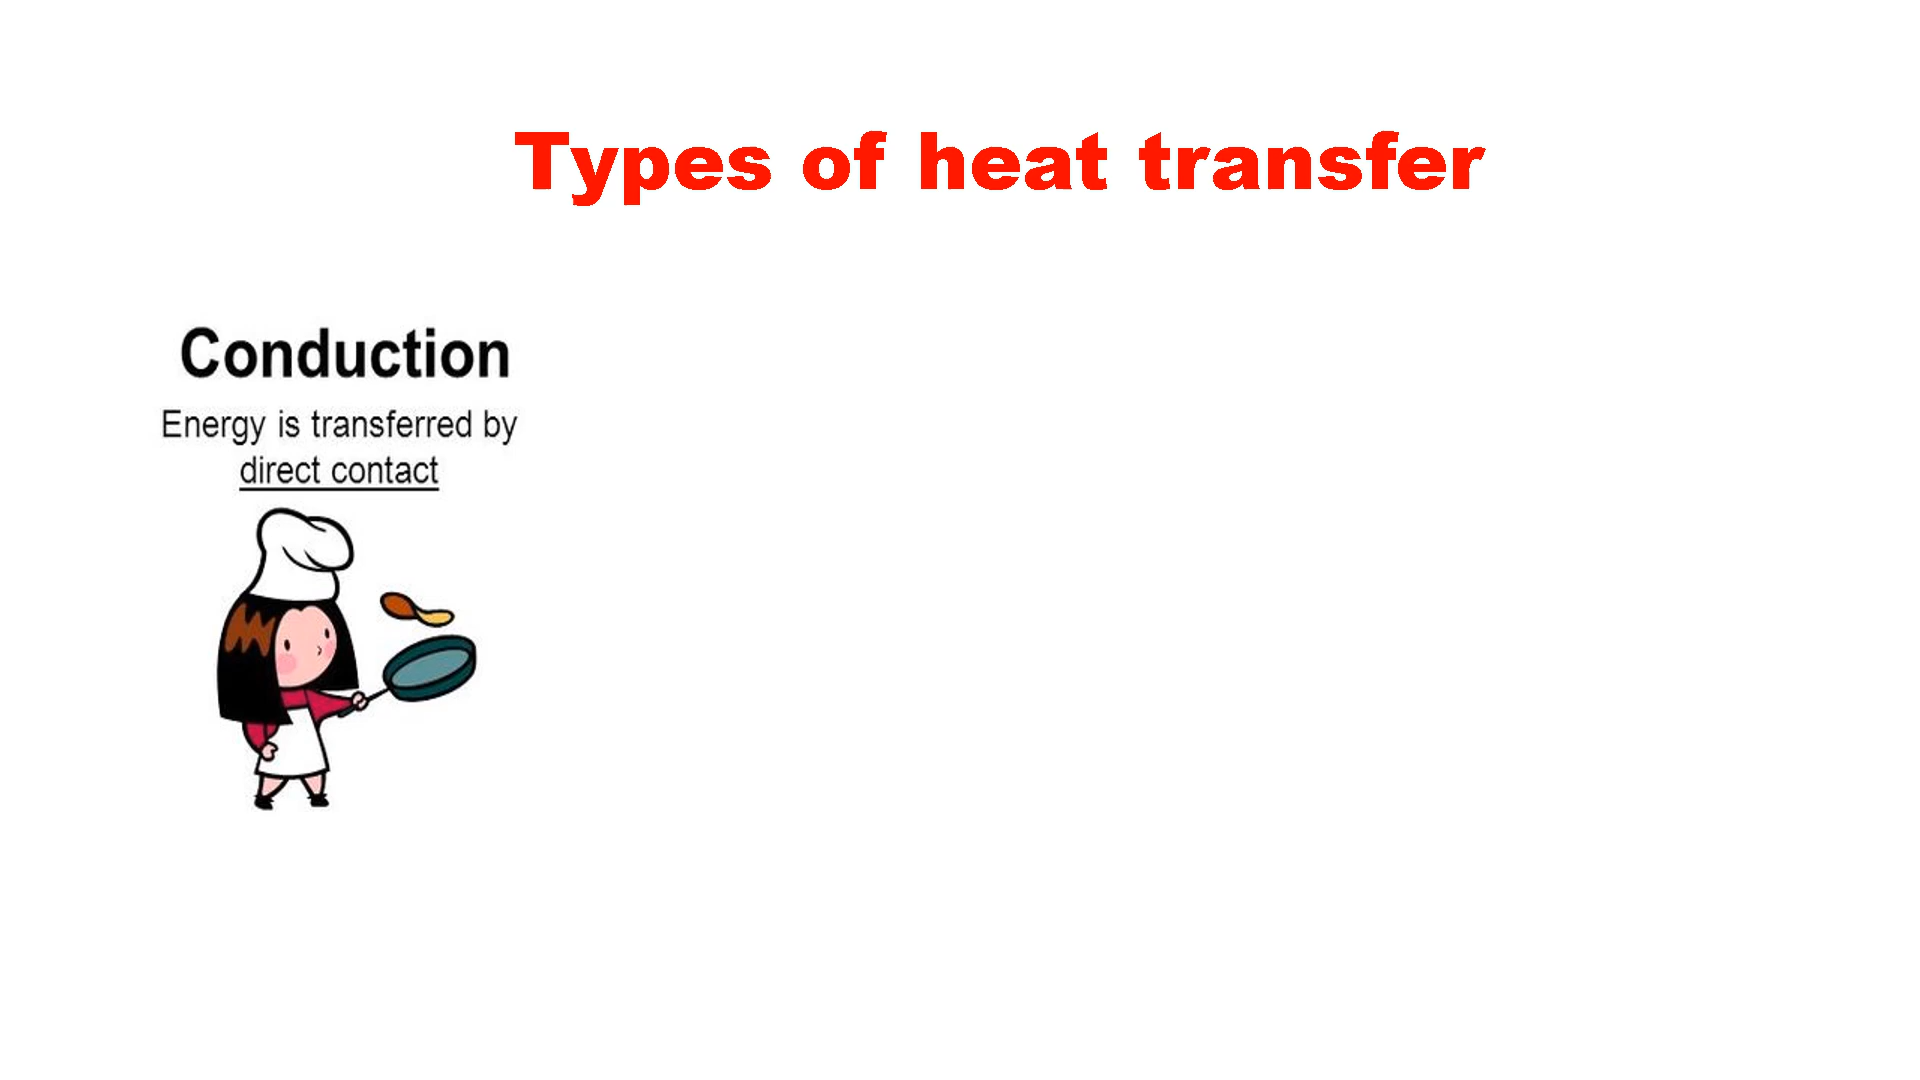 Types of heat transfer
Conduction
Energy is transferred by
direct contact